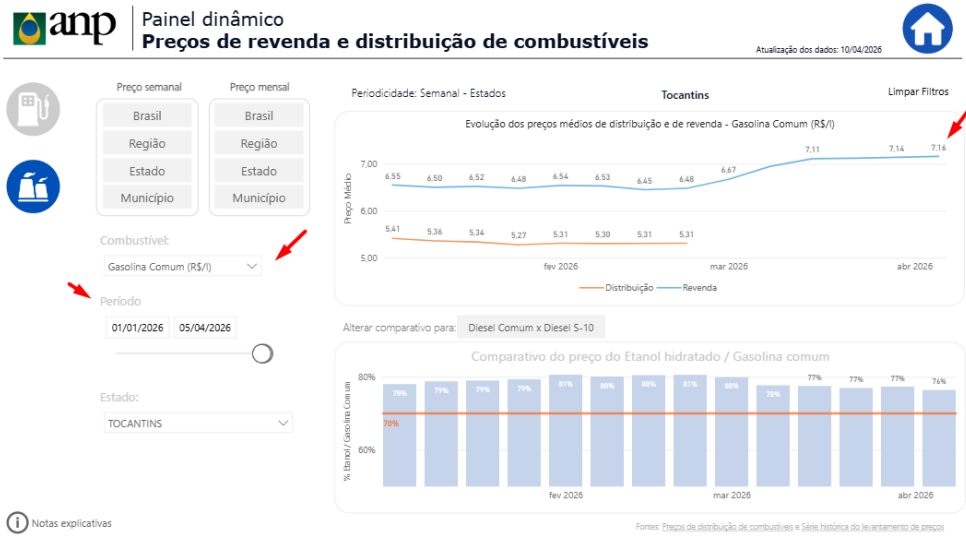 anp
Painel dinâmico
Preços de revenda e distribuição de combustíveis
Atualização dos dados: 10/04/2026
Preço semanal
Preço mensal
Brasil
Brasil
Região
Região
Estado
Estado
Município
Município
Combustível:
Gasolina Comum (R$/l)
Período
01/01/2026
05/04/2026
Estado:
TOCANTINS
Notas explicativas
Periodicidade: Semanal - Estados
Tocantins
Limpar Filtros
Evolução dos preços médios de distribuição e de revenda - Gasolina Comum (R$/l)
Preço Médio
7,00
6,00
5,00
6,55 6,50 6,52 6,48 6,54 6,53 6,45 6,48 6,67 7,11 7,14 7,16
5,41 5,36 5,34 5,27 5,31 5,30 5,31 5,31
fev 2026 mar 2026 abr 2026
Distribuição Revenda
Alterar comparativo para: Diesel Comum x Diesel S-10
Comparativo do preço do Etanol hidratado / Gasolina comum
% Etanol / Gasolina Comum
80%
60%
78% 79% 79% 79% 81% 80% 80% 81% 80% 78% 77% 77% 77% 76%
70%
fev 2026 mar 2026 abr 2026
Fontes: Preços de distribuição de combustíveis e Série histórica do levantamento de preços